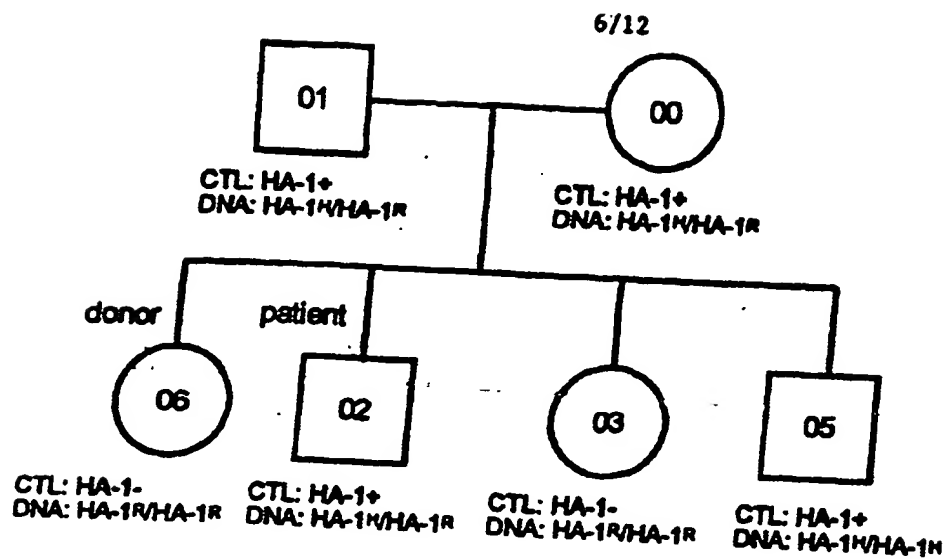 6/12
01
00
CTL: HA-1+
DNA: HA-1ᴴ/HA-1ᴿ
CTL: HA-1+
DNA: HA-1ᴴ/HA-1ᴿ
donor
patient
06
02
03
05
CTL: HA-1-
DNA: HA-1ᴿ/HA-1ᴿ
CTL: HA-1+
DNA: HA-1ᴴ/HA-1ᴿ
CTL: HA-1-
DNA: HA-1ᴿ/HA-1ᴿ
CTL: HA-1+
DNA: HA-1ᴴ/HA-1ᴴ